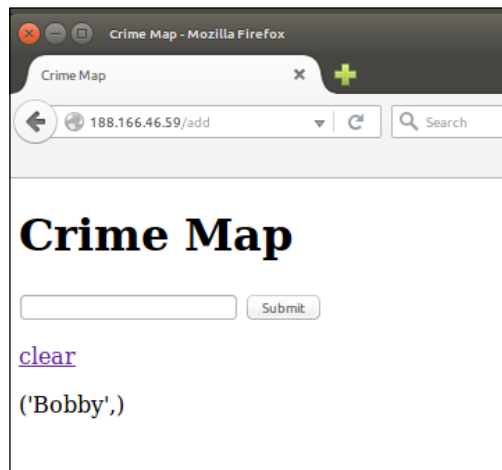 Crime Map - Mozilla Firefox
Crime Map
188.166.46.59/add
Search
Crime Map
Submit
clear
('Bobby',)